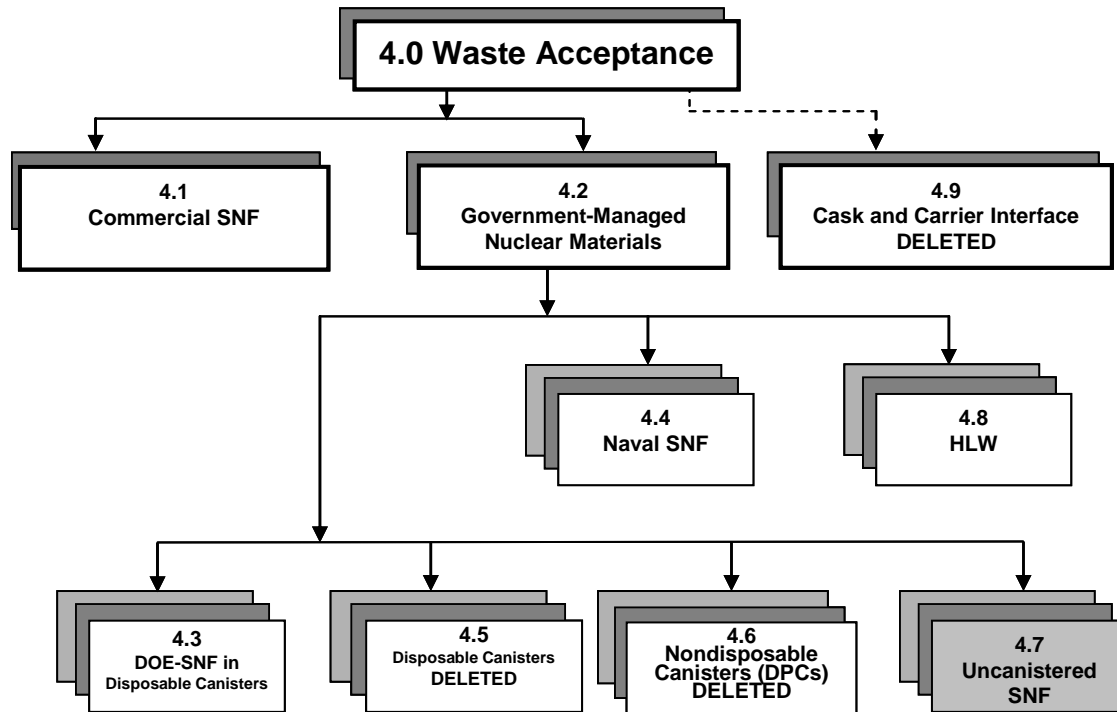 4.0 Waste Acceptance
4.1
Commercial SNF
4.2
Government-Managed
Nuclear Materials
4.9
Cask and Carrier Interface
DELETED
4.4
Naval SNF
4.8
HLW
4.3
DOE-SNF in
Disposable Canisters
4.5
Disposable Canisters
DELETED
4.6
Nondisposable
Canisters (DPCs)
DELETED
4.7
Uncanistered
SNF